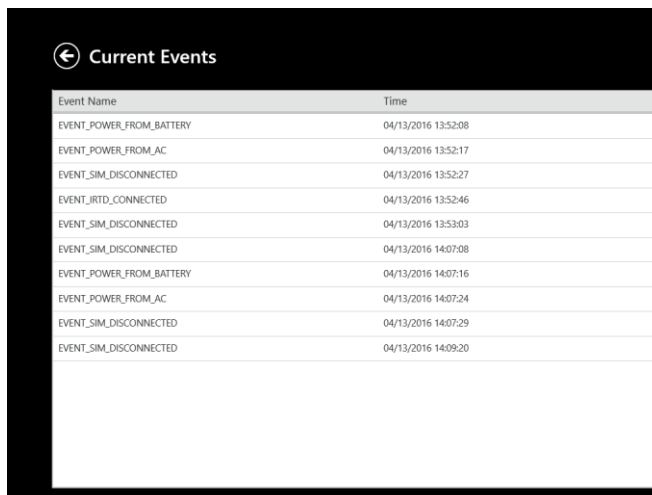 Current Events
Event Name Time
EVENT_POWER_FROM_BATTERY 04/13/2016 13:52:08
EVENT_POWER_FROM_AC 04/13/2016 13:52:17
EVENT_SIM_DISCONNECTED 04/13/2016 13:52:27
EVENT_IRTD_CONNECTED 04/13/2016 13:52:46
EVENT_SIM_DISCONNECTED 04/13/2016 13:53:03
EVENT_SIM_DISCONNECTED 04/13/2016 14:07:08
EVENT_POWER_FROM_BATTERY 04/13/2016 14:07:16
EVENT_POWER_FROM_AC 04/13/2016 14:07:24
EVENT_SIM_DISCONNECTED 04/13/2016 14:07:29
EVENT_SIM_DISCONNECTED 04/13/2016 14:09:20